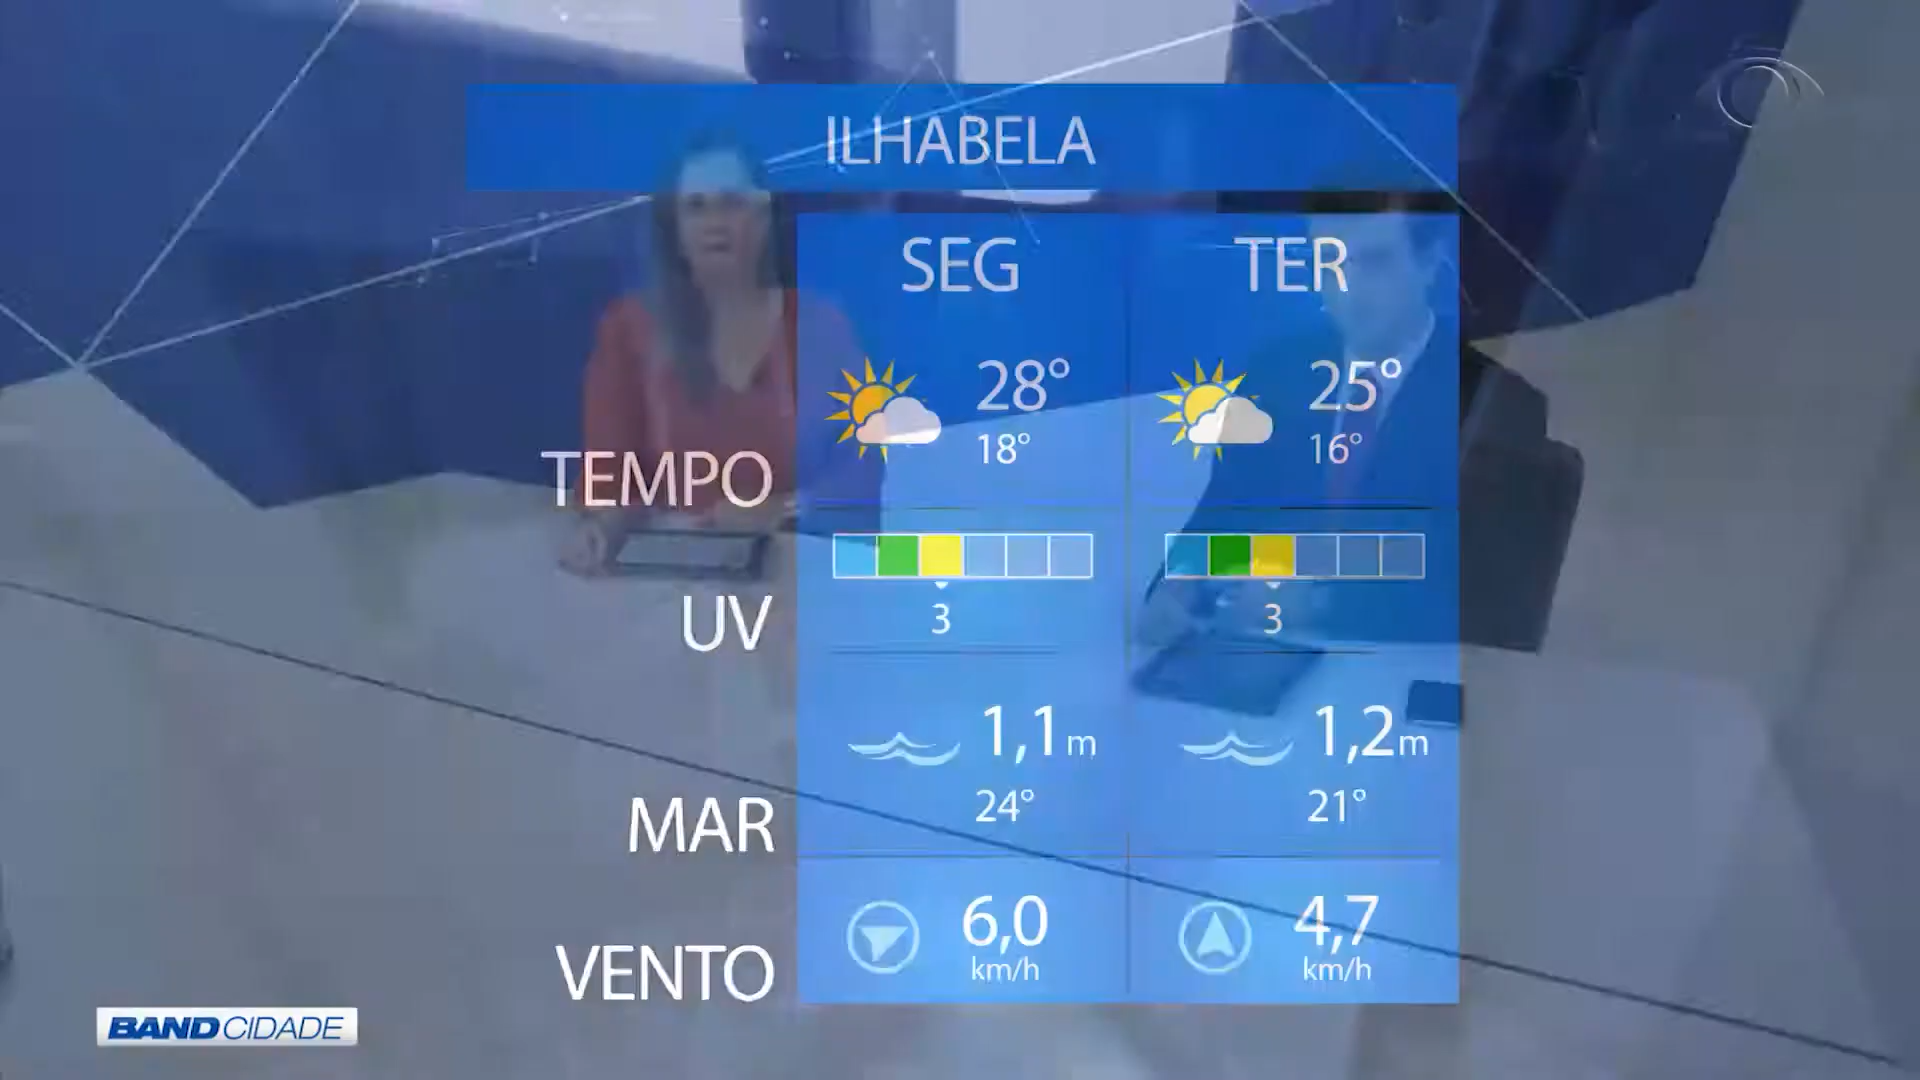 ILHABELA
SEG TER
28° 25°
18° 16°
TEMPO
UV
3 3
1,1m 1,2m
24° 21°
MAR
6,0 4,7
km/h km/h
VENTO
BAND CIDADE